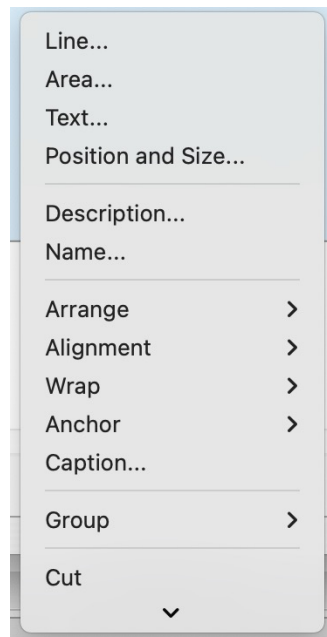 Line...
Area...
Text...
Position and Size...
Description...
Name...
Arrange
Alignment
Wrap
Anchor
Caption...
Group
Cut